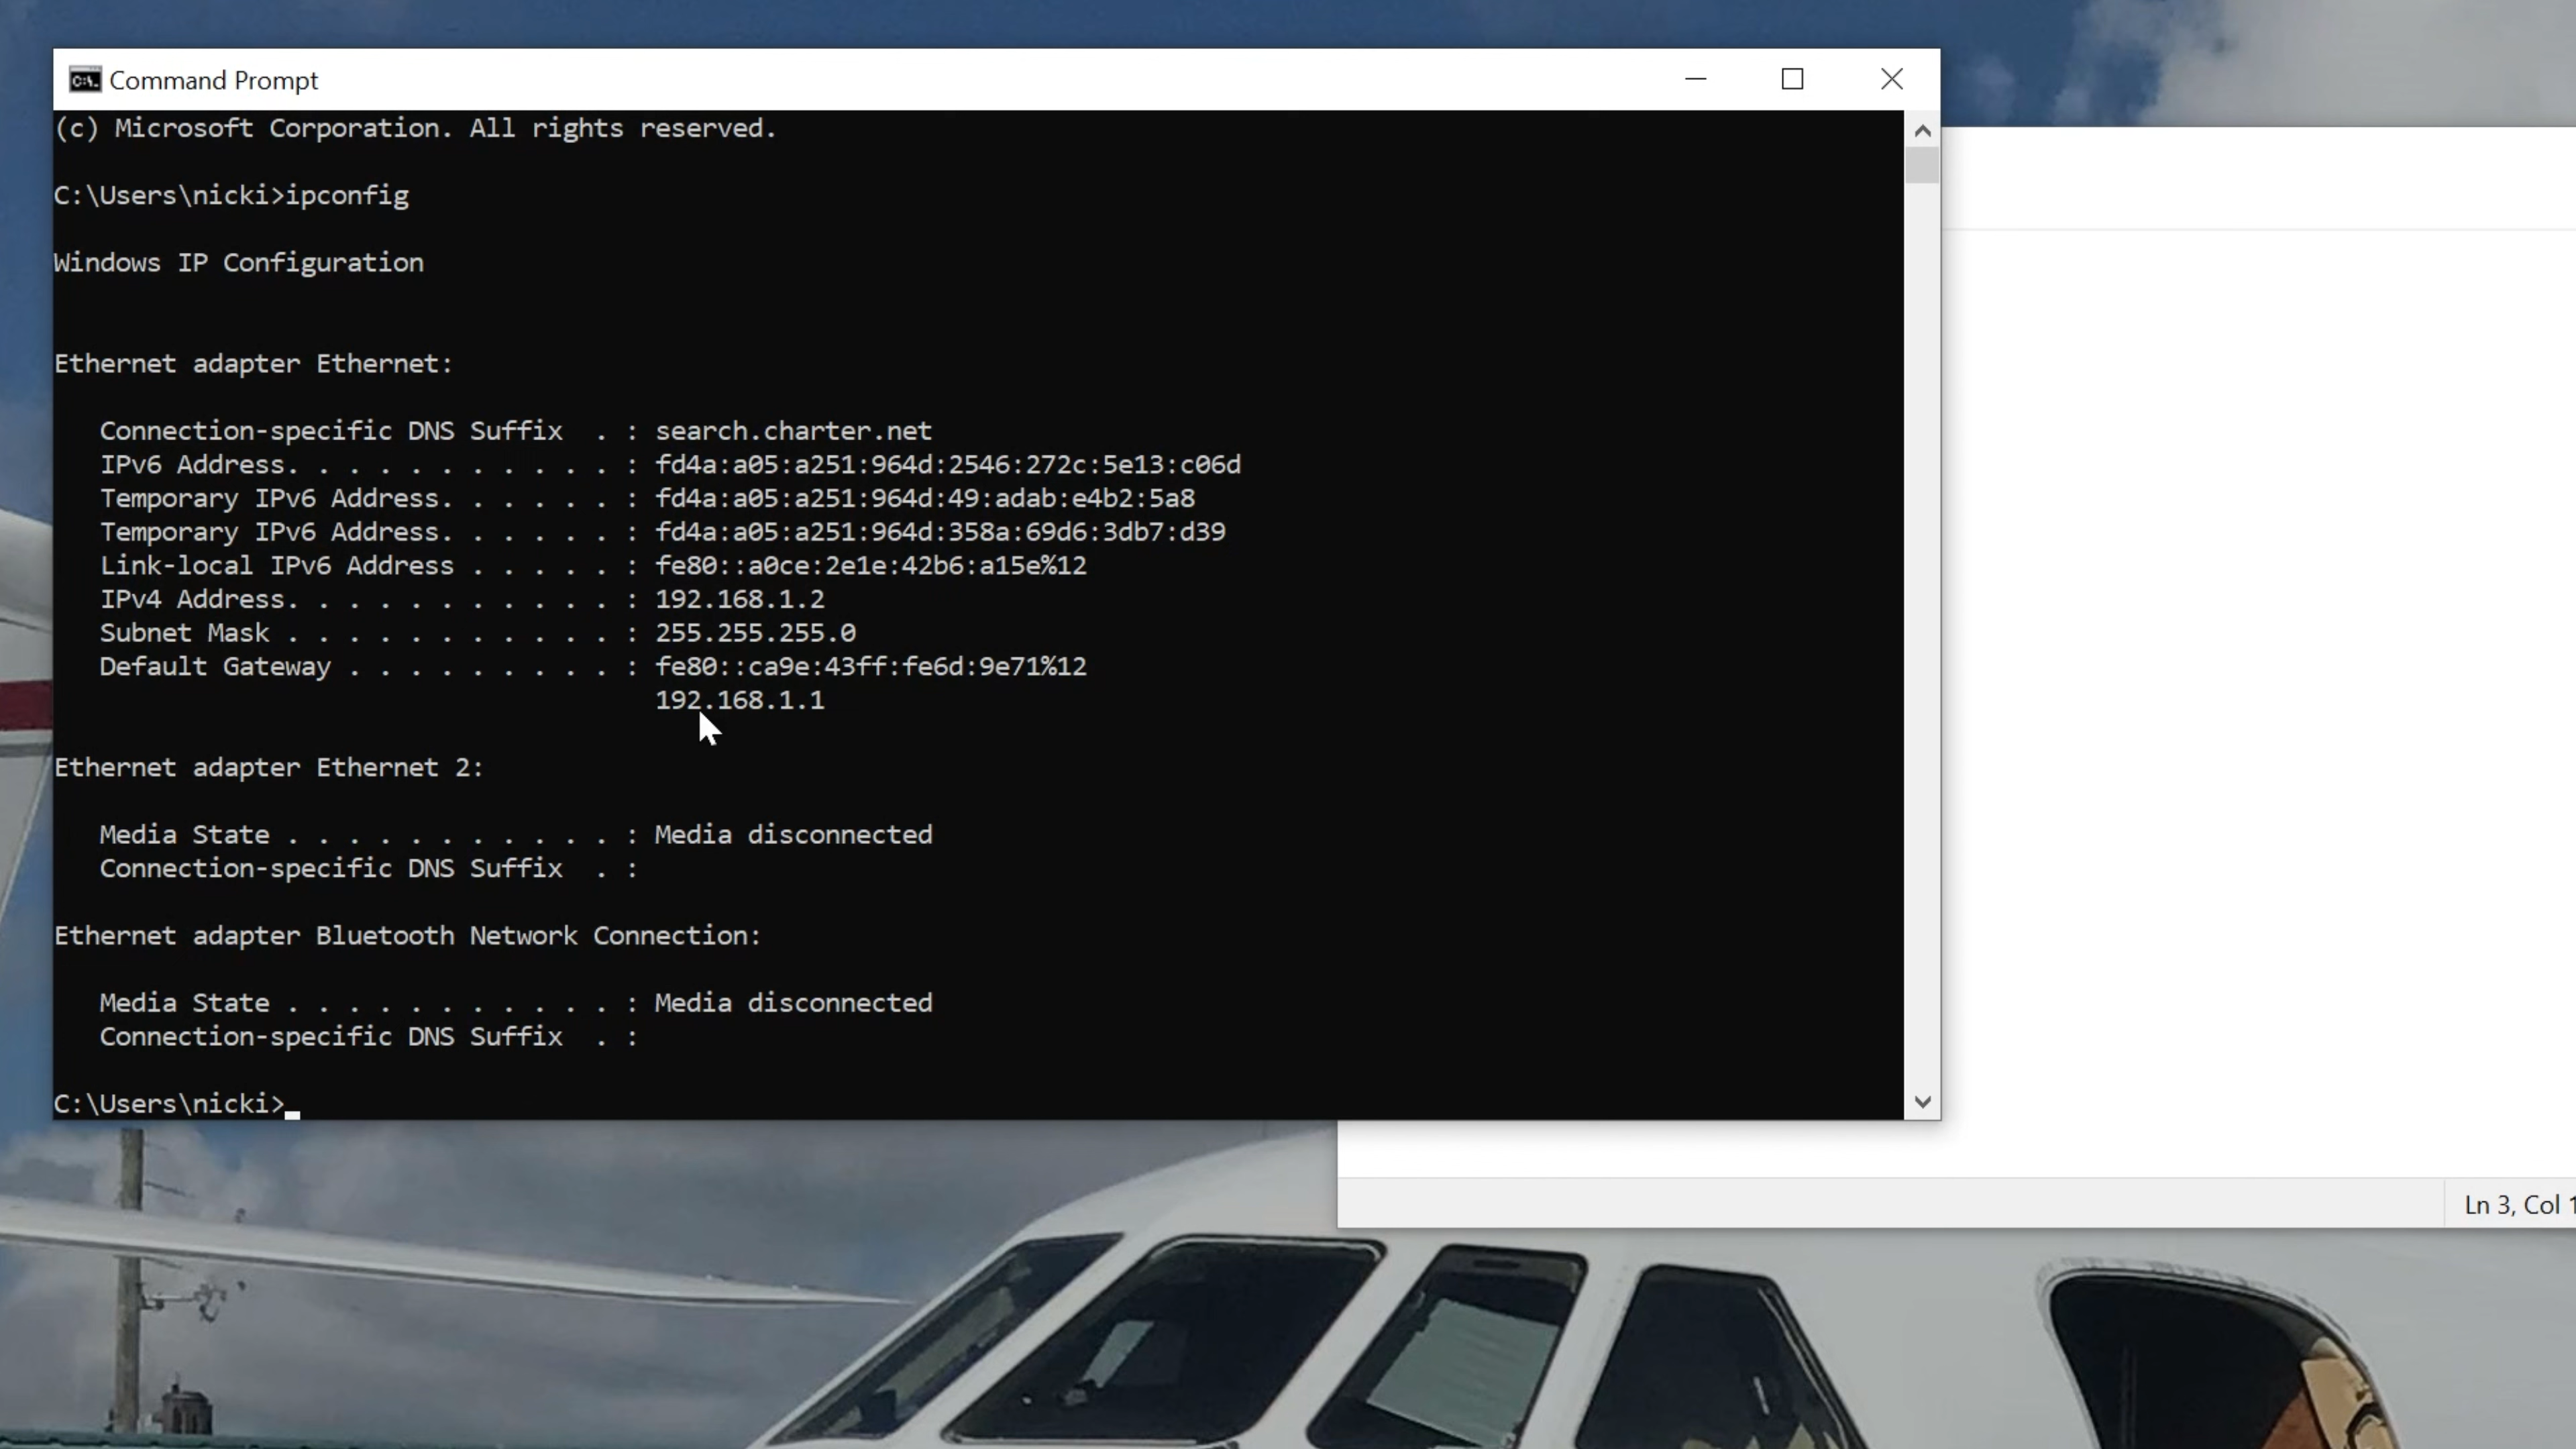 Command Prompt
(c) Microsoft Corporation. All rights reserved.
C:\Users\nicki>ipconfig
Windows IP Configuration
Ethernet adapter Ethernet:
Connection-specific DNS Suffix  . : search.charter.net
IPv6 Address. . . . . . . . . . . : fd4a:a05:a251:964d:2546:272c:5e13:c06d
Temporary IPv6 Address. . . . . . : fd4a:a05:a251:964d:49:adab:e4b2:5a8
Temporary IPv6 Address. . . . . . : fd4a:a05:a251:964d:358a:69d6:3db7:d39
Link-local IPv6 Address . . . . . : fe80::a0ce:2e1e:42b6:a15e%12
IPv4 Address. . . . . . . . . . . : 192.168.1.2
Subnet Mask . . . . . . . . . . . : 255.255.255.0
Default Gateway . . . . . . . . . : fe80::ca9e:43ff:fe6d:9e71%12
192.168.1.1
Ethernet adapter Ethernet 2:
Media State . . . . . . . . . . . : Media disconnected
Connection-specific DNS Suffix  . :
Ethernet adapter Bluetooth Network Connection:
Media State . . . . . . . . . . . : Media disconnected
Connection-specific DNS Suffix  . :
C:\Users\nicki>
Ln 3, Col 1